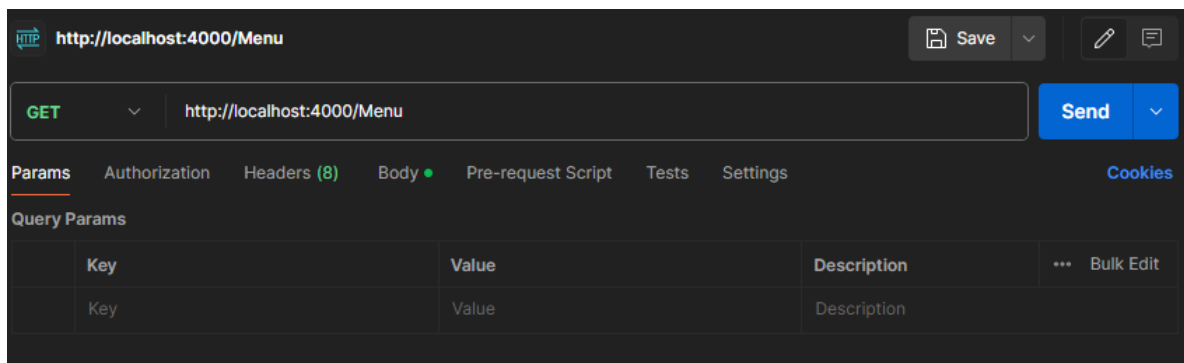 HTTP http://localhost:4000/Menu Save
GET http://localhost:4000/Menu Send
Params Authorization Headers (8) Body Pre-request Script Tests Settings Cookies
Query Params
Key Value Description ••• Bulk Edit
Key Value Description